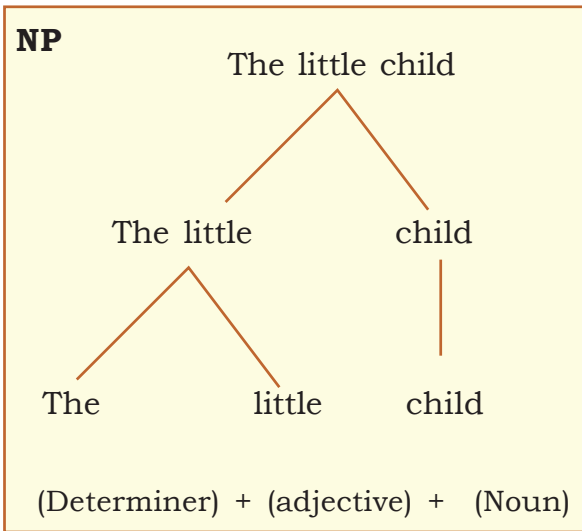 NP
The little child
The little child
The little child
(Determiner) + (adjective) + (Noun)